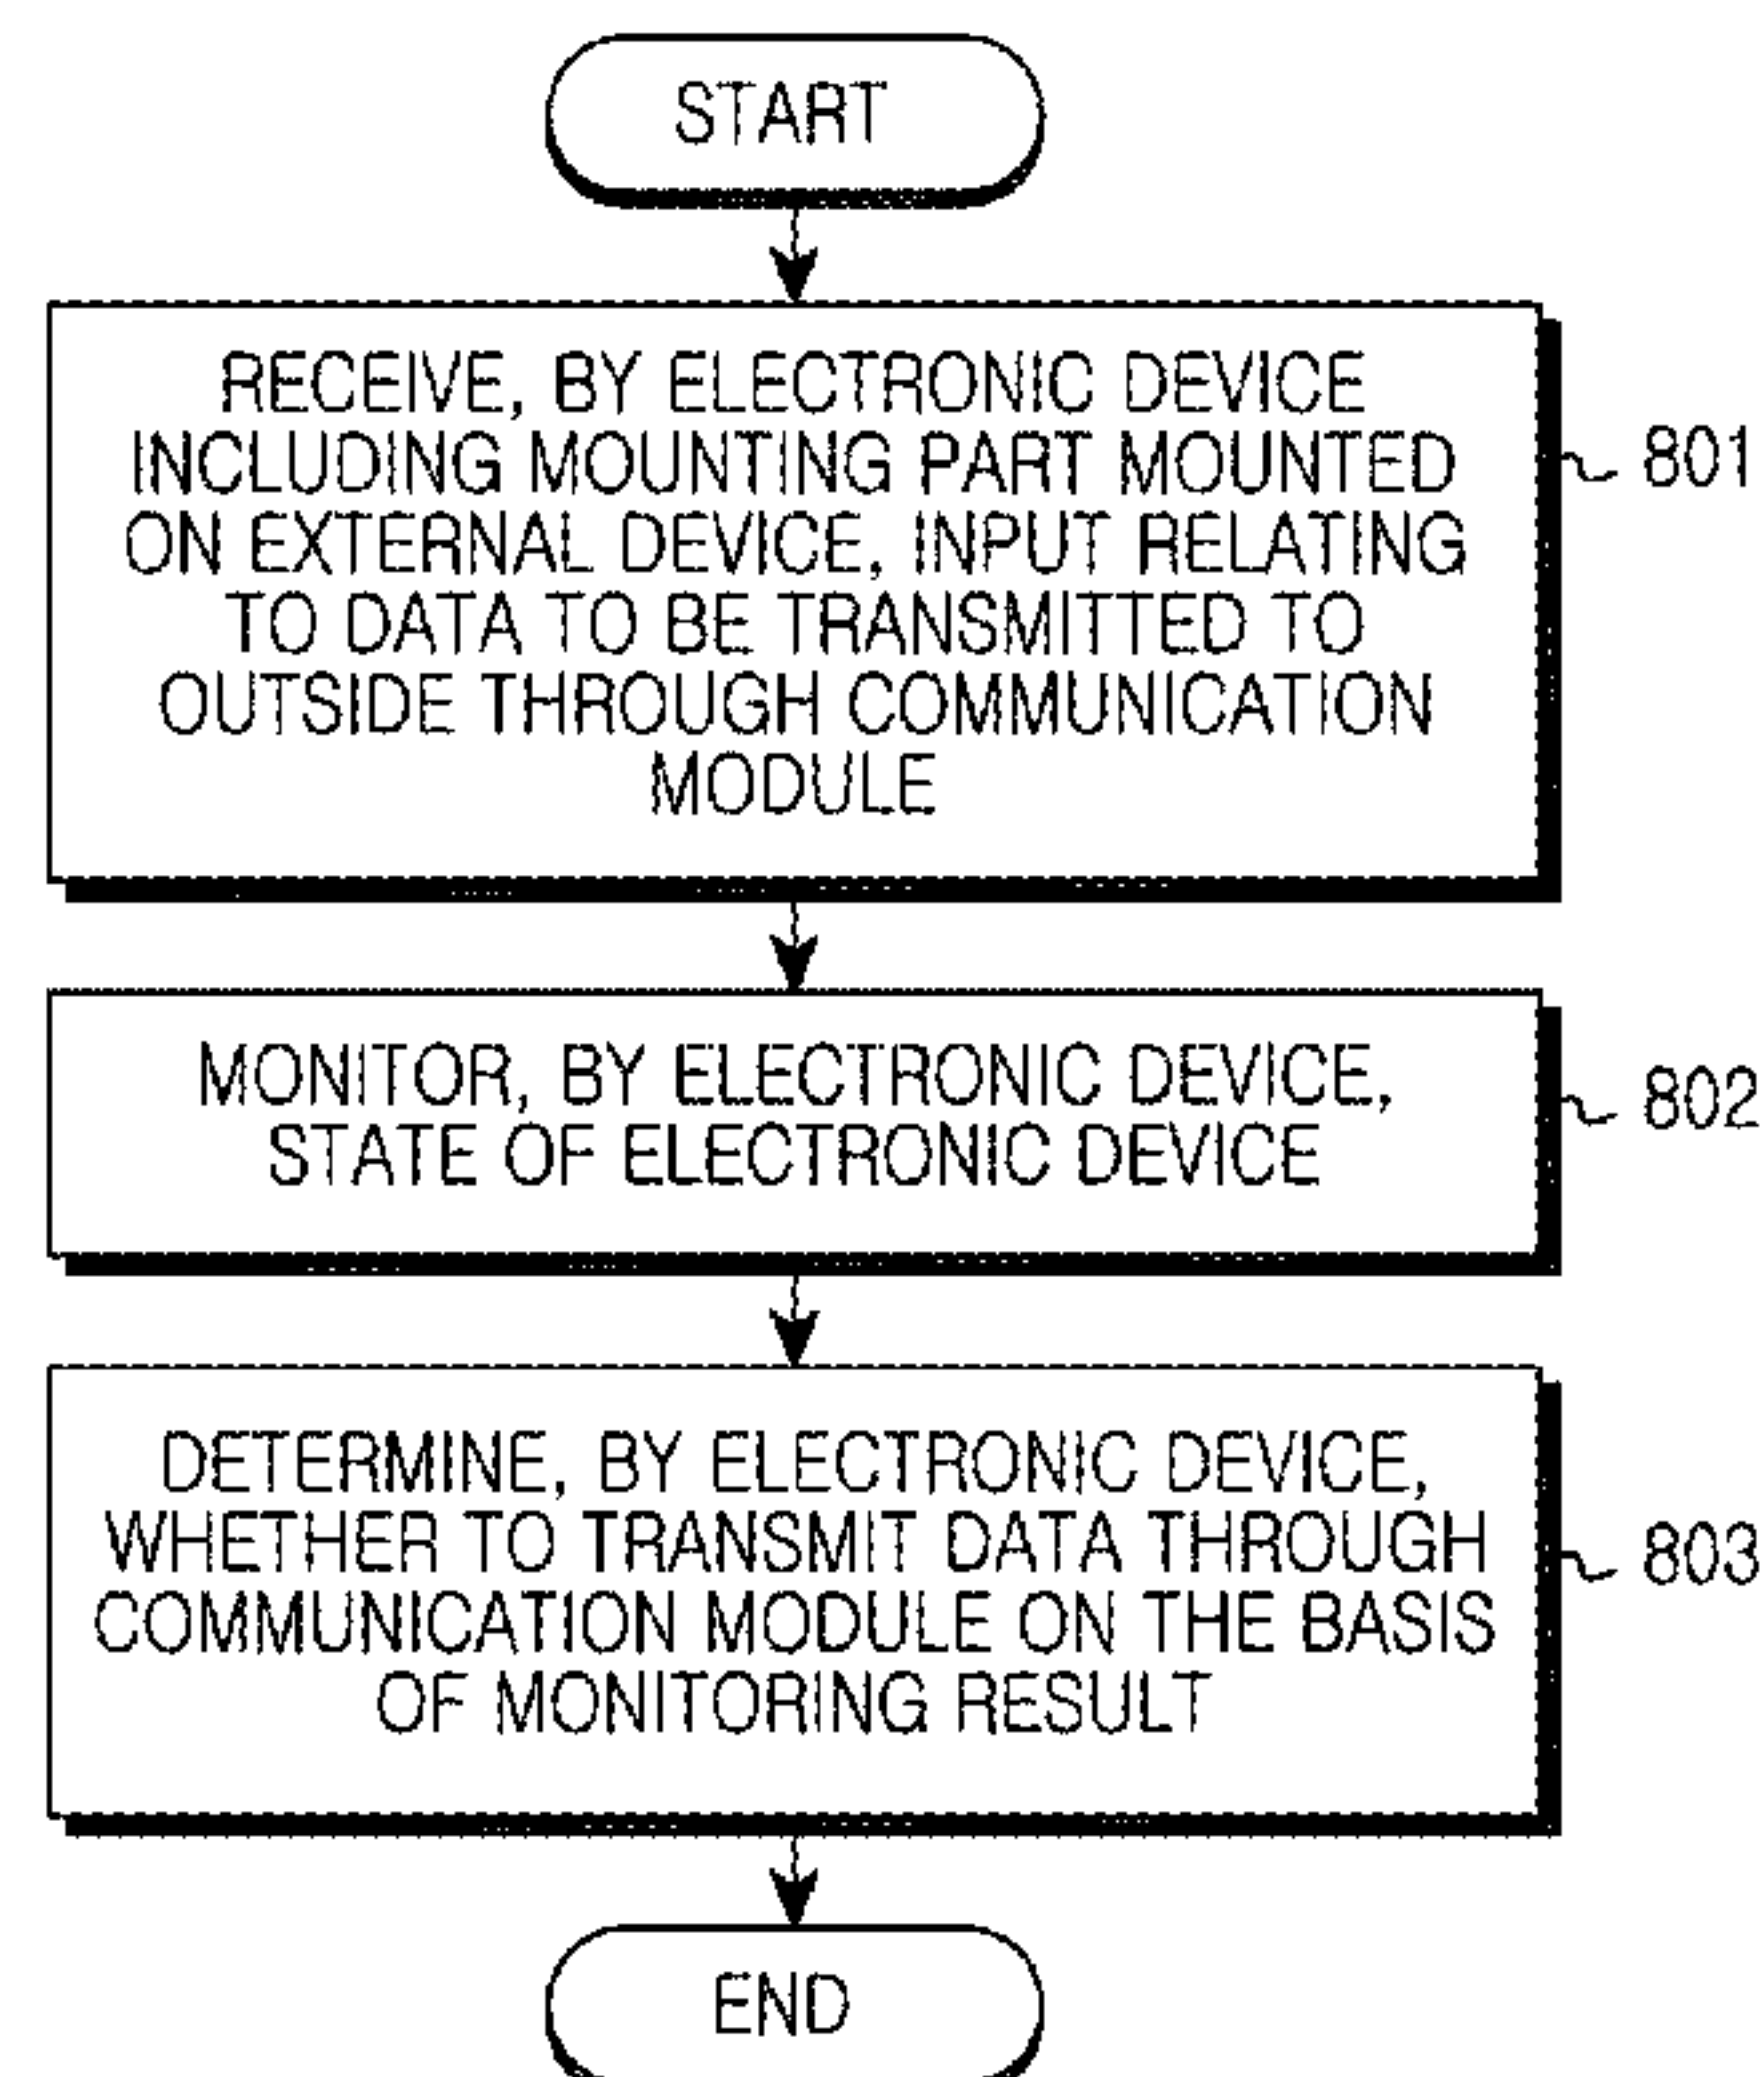 START
RECEIVE, BY ELECTRONIC DEVICE
INCLUDING MOUNTING PART MOUNTED
ON EXTERNAL DEVICE, INPUT RELATING
TO DATA TO BE TRANSMITTED TO
OUTSIDE THROUGH COMMUNICATION
MODULE
801
MONITOR, BY ELECTRONIC DEVICE,
STATE OF ELECTRONIC DEVICE
802
DETERMINE, BY ELECTRONIC DEVICE,
WHETHER TO TRANSMIT DATA THROUGH
COMMUNICATION MODULE ON THE BASIS
OF MONITORING RESULT
803
END